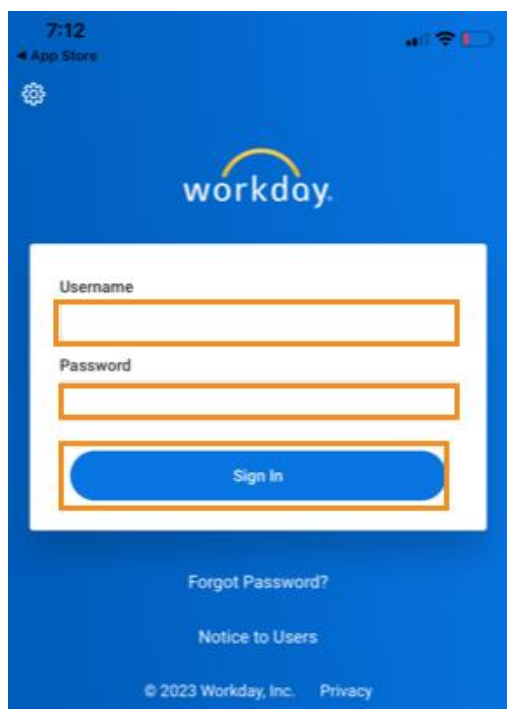 7:12
◀ App Store
workday.
Username
Password
Sign In
Forgot Password?
Notice to Users
© 2023 Workday, Inc. Privacy